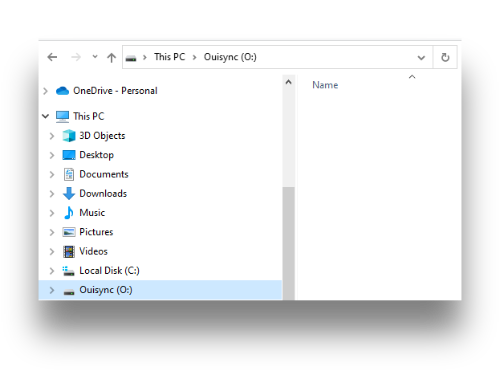 This PC > Ouisync (O:)
Name
OneDrive - Personal
This PC
3D Objects
Desktop
Documents
Downloads
Music
Pictures
Videos
Local Disk (C:)
Ouisync (O:)